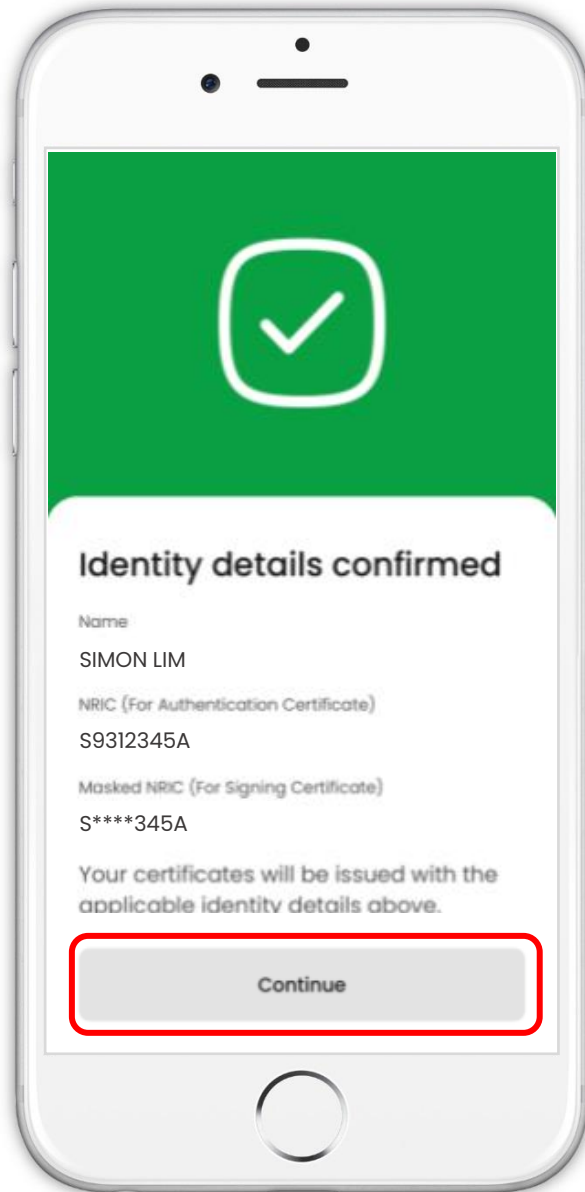 Identity details confirmed
Name
SIMON LIM
NRIC (For Authentication Certificate)
S9312345A
Masked NRIC (For Signing Certificate)
S****345A
Your certificates will be issued with the
applicable identity details above.
Continue